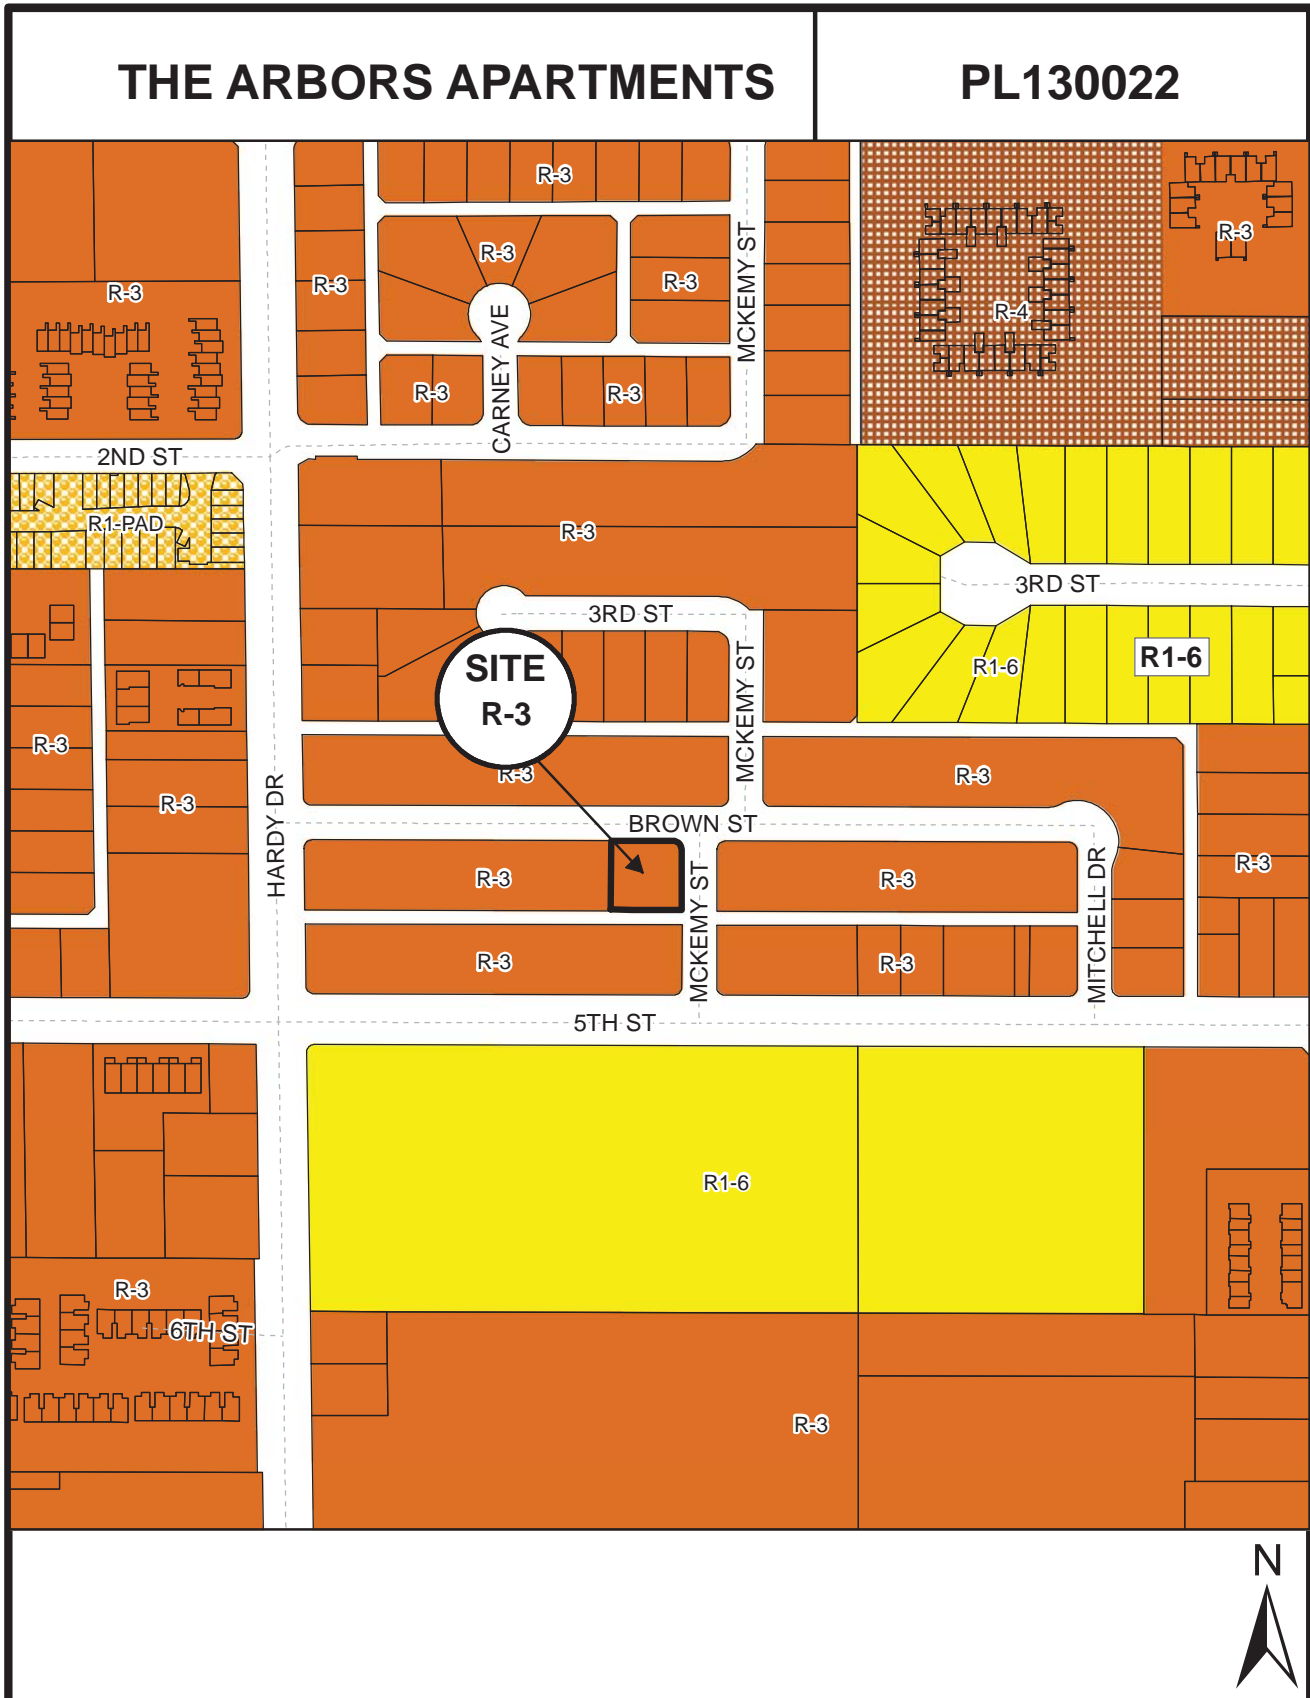 THE ARBORS APARTMENTS
PL130022
R-3
R-3
R-3
R-3
R-3
R-3
MCKEMY ST
R-4
R-3
CARNEY AVE
R-3
R-3
2ND ST
R1-PAD
R-3
3RD ST
3RD ST
SITE
R-3
MCKEMY ST
R1-6
R1-6
R-3
R-3
R-3
R-3
HARDY DR
BROWN ST
R-3
MCKEMY ST
R-3
MITCHELL DR
R-3
R-3
R-3
5TH ST
R1-6
R-3
6TH ST
R-3
N